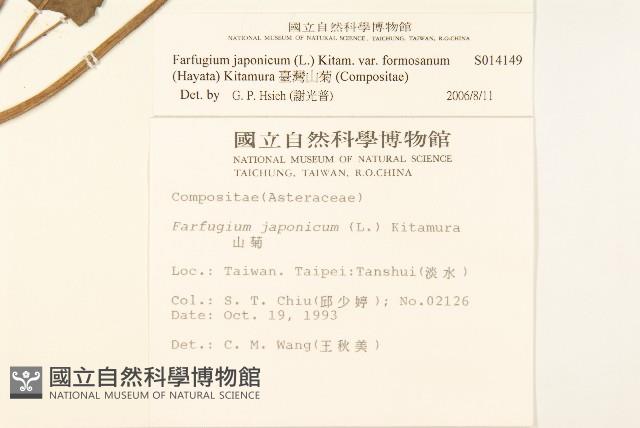 國立自然科學博物館
NATIONAL MUSEUM OF NATURAL SCIENCE, TAICHUNG, TAIWAN, R.O.CHINA
Farfugium japonicum (L.) Kitam. var. formosanum S014149
(Hayata) Kitamura 臺灣山菊 (Compositae)
Det. by G. P. Hsieh (謝光普) 2006/8/11
國立自然科學博物館
NATIONAL MUSEUM OF NATURAL SCIENCE
TAICHUNG, TAIWAN, R.O.CHINA
Compositae(Asteraceae)
Farfugium japonicum (L.) Kitamura
山菊
Loc.: Taiwan. Taipei:Tanshui(淡水)
Col.: S. T. Chiu(邱少婷); No.02126
Date: Oct. 19, 1993
Det.: C. M. Wang(王秋美)
國立自然科學博物館
NATIONAL MUSEUM OF NATURAL SCIENCE